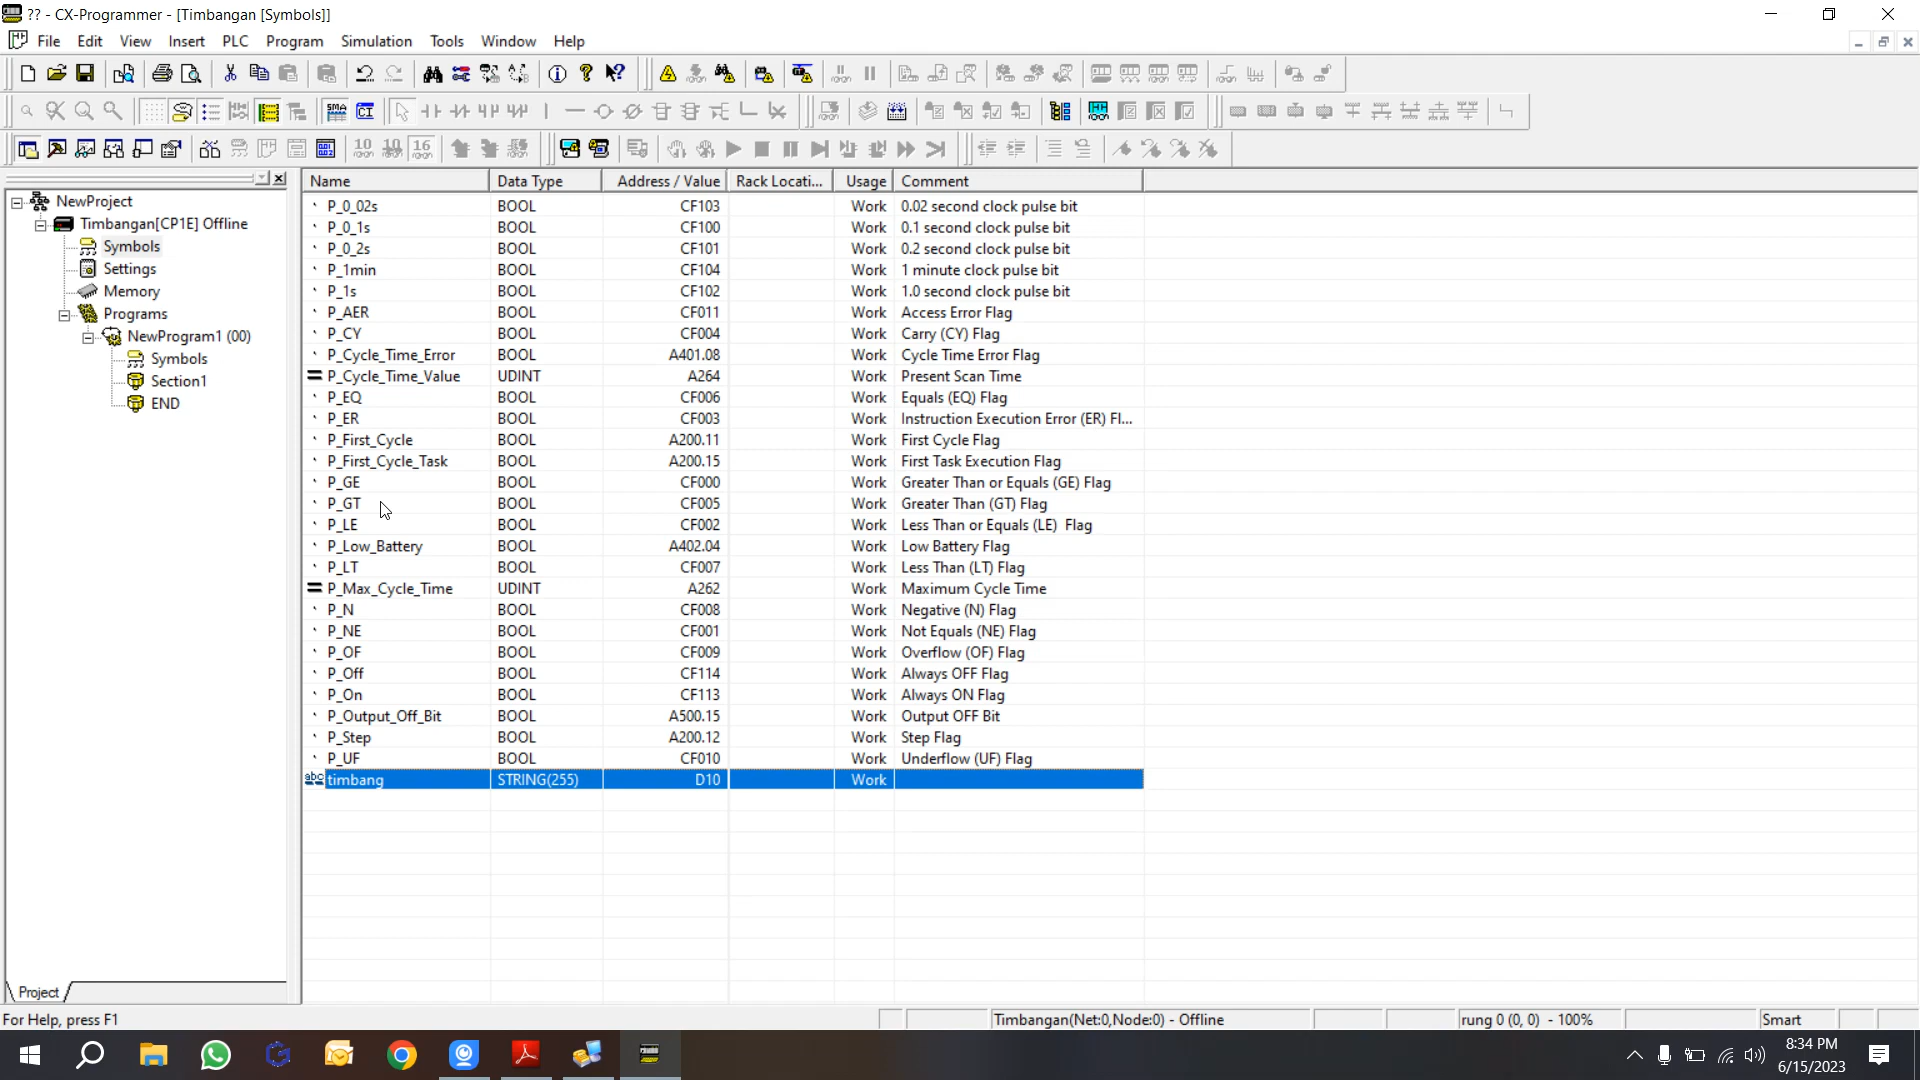 ?? - CX-Programmer - [Timbangan [Symbols]]
File Edit View Insert PLC Program Simulation Tools Window Help
NewProject
Timbangan[CP1E] Offline
Symbols
Settings
Memory
Programs
NewProgram1 (00)
Symbols
Section1
END
Project
Name Data Type Address / Value Rack Locati... Usage Comment
P_0_02s BOOL CF103 Work 0.02 second clock pulse bit
P_0_1s BOOL CF100 Work 0.1 second clock pulse bit
P_0_2s BOOL CF101 Work 0.2 second clock pulse bit
P_1min BOOL CF104 Work 1 minute clock pulse bit
P_1s BOOL CF102 Work 1.0 second clock pulse bit
P_AER BOOL CF011 Work Access Error Flag
P_CY BOOL CF004 Work Carry (CY) Flag
P_Cycle_Time_Error BOOL A401.08 Work Cycle Time Error Flag
P_Cycle_Time_Value UDINT A264 Work Present Scan Time
P_EQ BOOL CF006 Work Equals (EQ) Flag
P_ER BOOL CF003 Work Instruction Execution Error (ER) Fl...
P_First_Cycle BOOL A200.11 Work First Cycle Flag
P_First_Cycle_Task BOOL A200.15 Work First Task Execution Flag
P_GE BOOL CF000 Work Greater Than or Equals (GE) Flag
P_GT BOOL CF005 Work Greater Than (GT) Flag
P_LE BOOL CF002 Work Less Than or Equals (LE) Flag
P_Low_Battery BOOL A402.04 Work Low Battery Flag
P_LT BOOL CF007 Work Less Than (LT) Flag
P_Max_Cycle_Time UDINT A262 Work Maximum Cycle Time
P_N BOOL CF008 Work Negative (N) Flag
P_NE BOOL CF001 Work Not Equals (NE) Flag
P_OF BOOL CF009 Work Overflow (OF) Flag
P_Off BOOL CF114 Work Always OFF Flag
P_On BOOL CF113 Work Always ON Flag
P_Output_Off_Bit BOOL A500.15 Work Output OFF Bit
P_Step BOOL A200.12 Work Step Flag
P_UF BOOL CF010 Work Underflow (UF) Flag
abc timbang STRING(255) D10 Work
For Help, press F1 Timbangan(Net:0,Node:0) - Offline rung 0 (0, 0) - 100% Smart
8:34 PM
6/15/2023